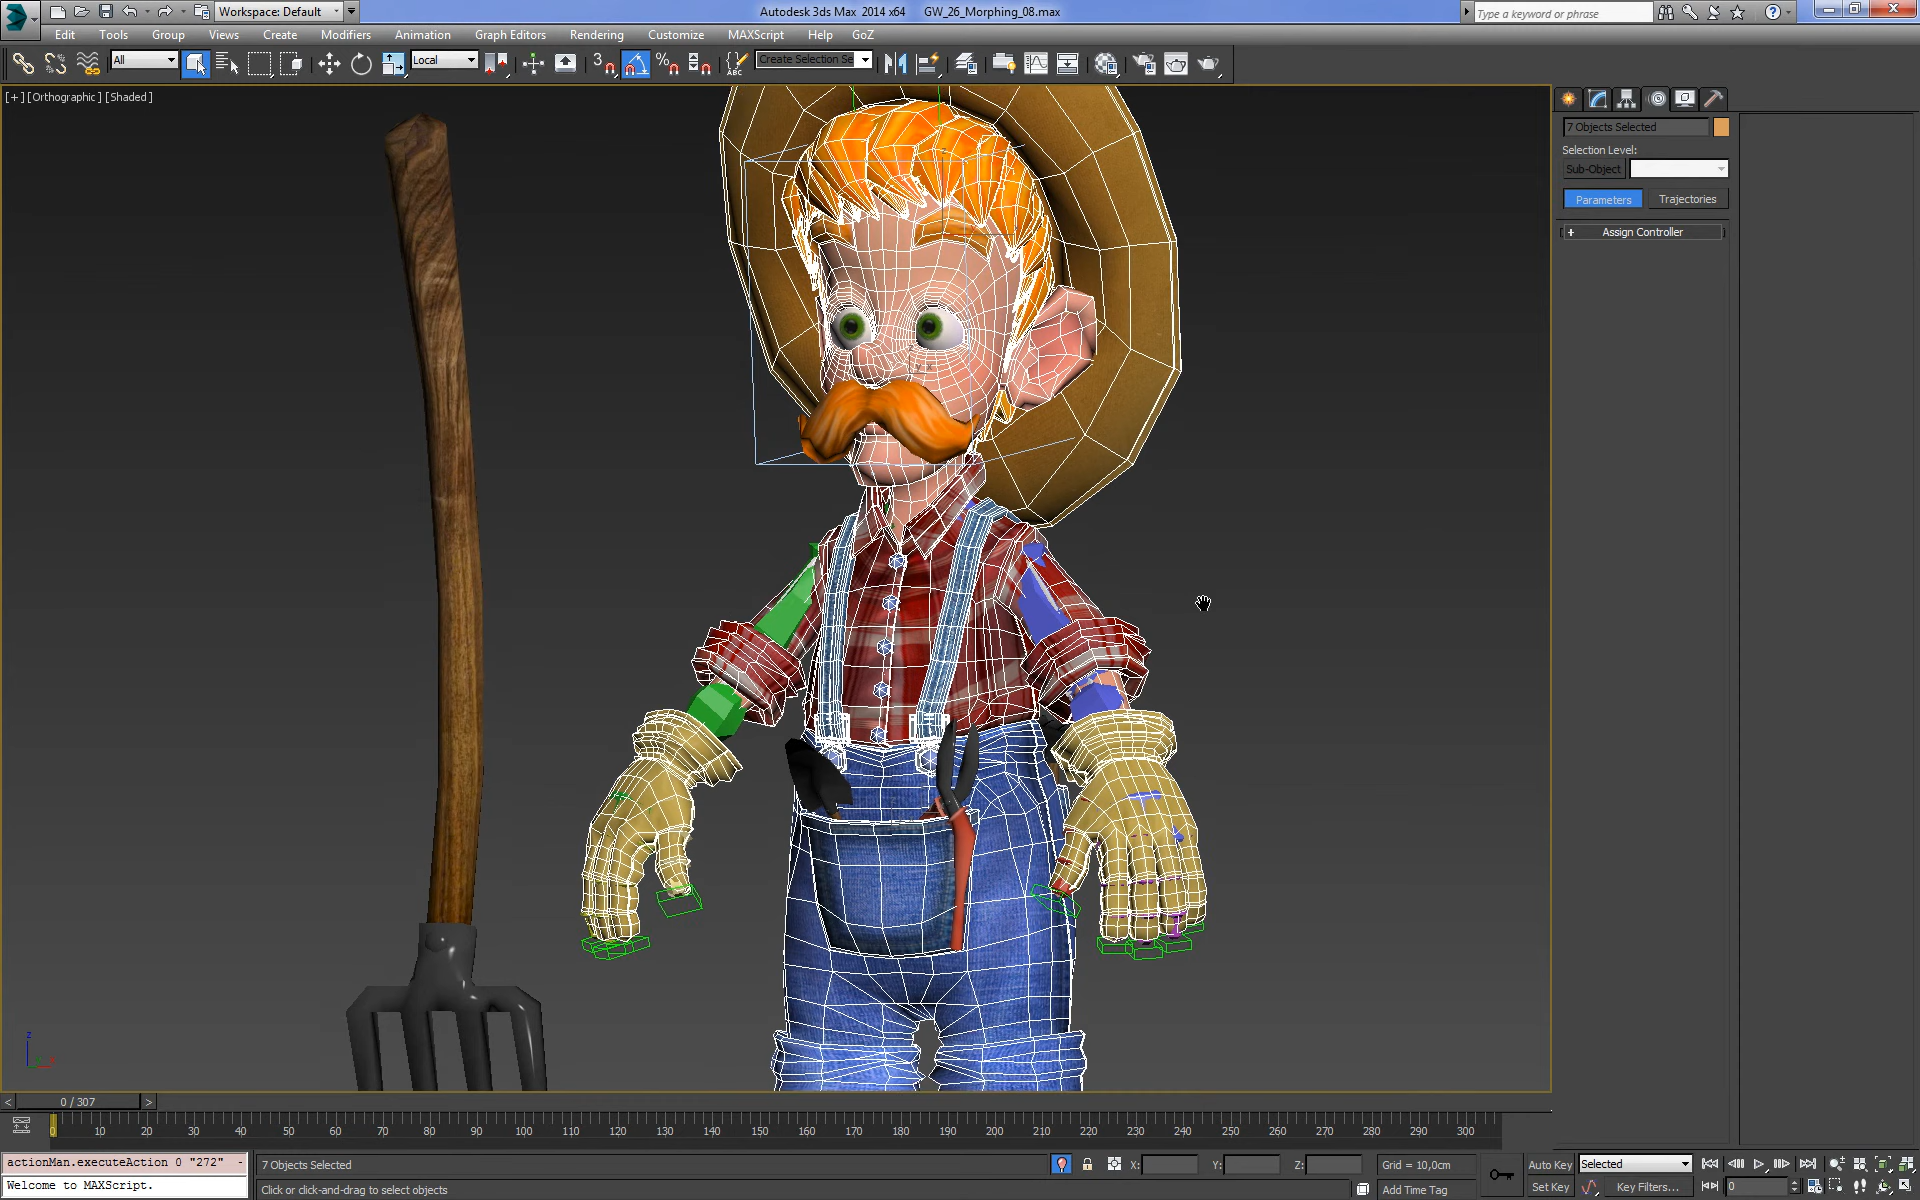 Workspace: Default
Autodesk 3ds Max 2014 x64 GW_26_Morphing_08.max
Type a keyword or phrase
Edit Tools Group Views Create Modifiers Animation Graph Editors Rendering Customize MAXScript Help GoZ
All
Local
3
ABC
Create Selection Se
[+] [Orthographic] [Shaded]
7 Objects Selected
Selection Level:
Sub-Object
Parameters Trajectories
+ Assign Controller
z
< 0 / 307 >
0 10 20 30 40 50 60 70 80 90 100 110 120 130 140 150 160 170 180 190 200 210 220 230 240 250 260 270 280 290 300
actionMan.executeAction 0 "272" -
Welcome to MAXScript.
7 Objects Selected
Click or click-and-drag to select objects
X: Y: Z:
Grid = 10,0cm
Add Time Tag
Auto Key Selected
Set Key Key Filters...
0